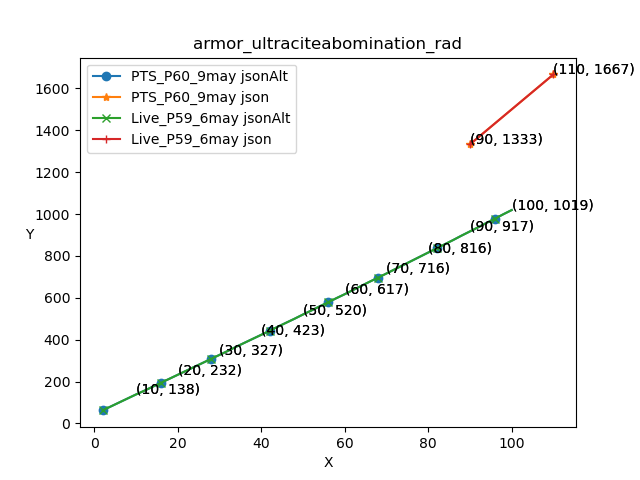 armor_ultraciteabomination_rad
PTS_P60_9may jsonAlt
PTS_P60_9may json
Live_P59_6may jsonAlt
Live_P59_6may json
(110, 1667)
(90, 1333)
(100, 1019)
(90, 917)
(80, 816)
(70, 716)
(60, 617)
(50, 520)
(40, 423)
(30, 327)
(20, 232)
(10, 138)
Y
1600
1400
1200
1000
800
600
400
200
0
0 20 40 60 80 100
X